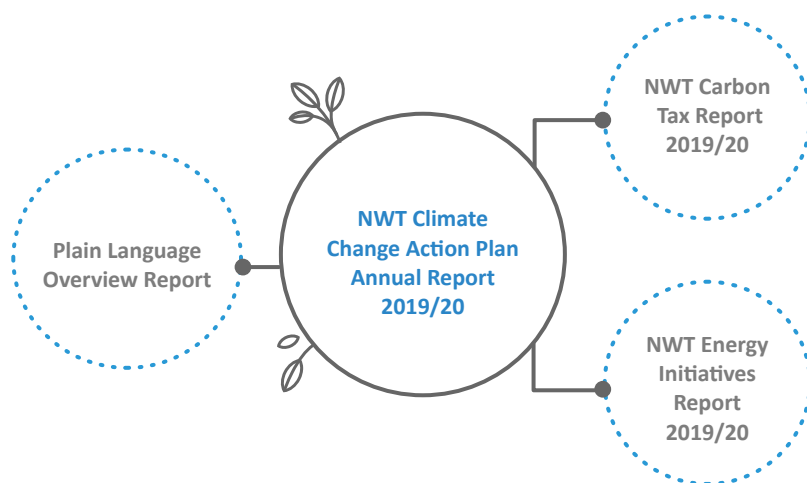 Plain Language
Overview Report
NWT Climate
Change Action Plan
Annual Report
2019/20
NWT Carbon
Tax Report
2019/20
NWT Energy
Initiatives
Report
2019/20